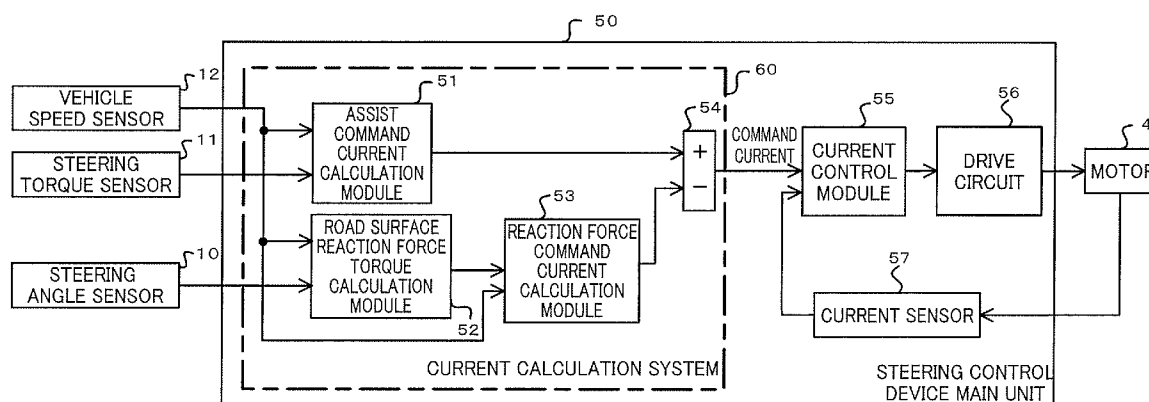 50
12
VEHICLE
SPEED SENSOR
11
STEERING
TORQUE SENSOR
10
STEERING
ANGLE SENSOR
51
ASSIST
COMMAND
CURRENT
CALCULATION
MODULE
ROAD SURFACE
REACTION FORCE
TORQUE
CALCULATION
MODULE
52
53
REACTION FORCE
COMMAND
CURRENT
CALCULATION
MODULE
60
54
+
−
COMMAND
CURRENT
55
CURRENT
CONTROL
MODULE
56
DRIVE
CIRCUIT
4
MOTOR
57
CURRENT SENSOR
CURRENT CALCULATION SYSTEM
STEERING CONTROL
DEVICE MAIN UNIT